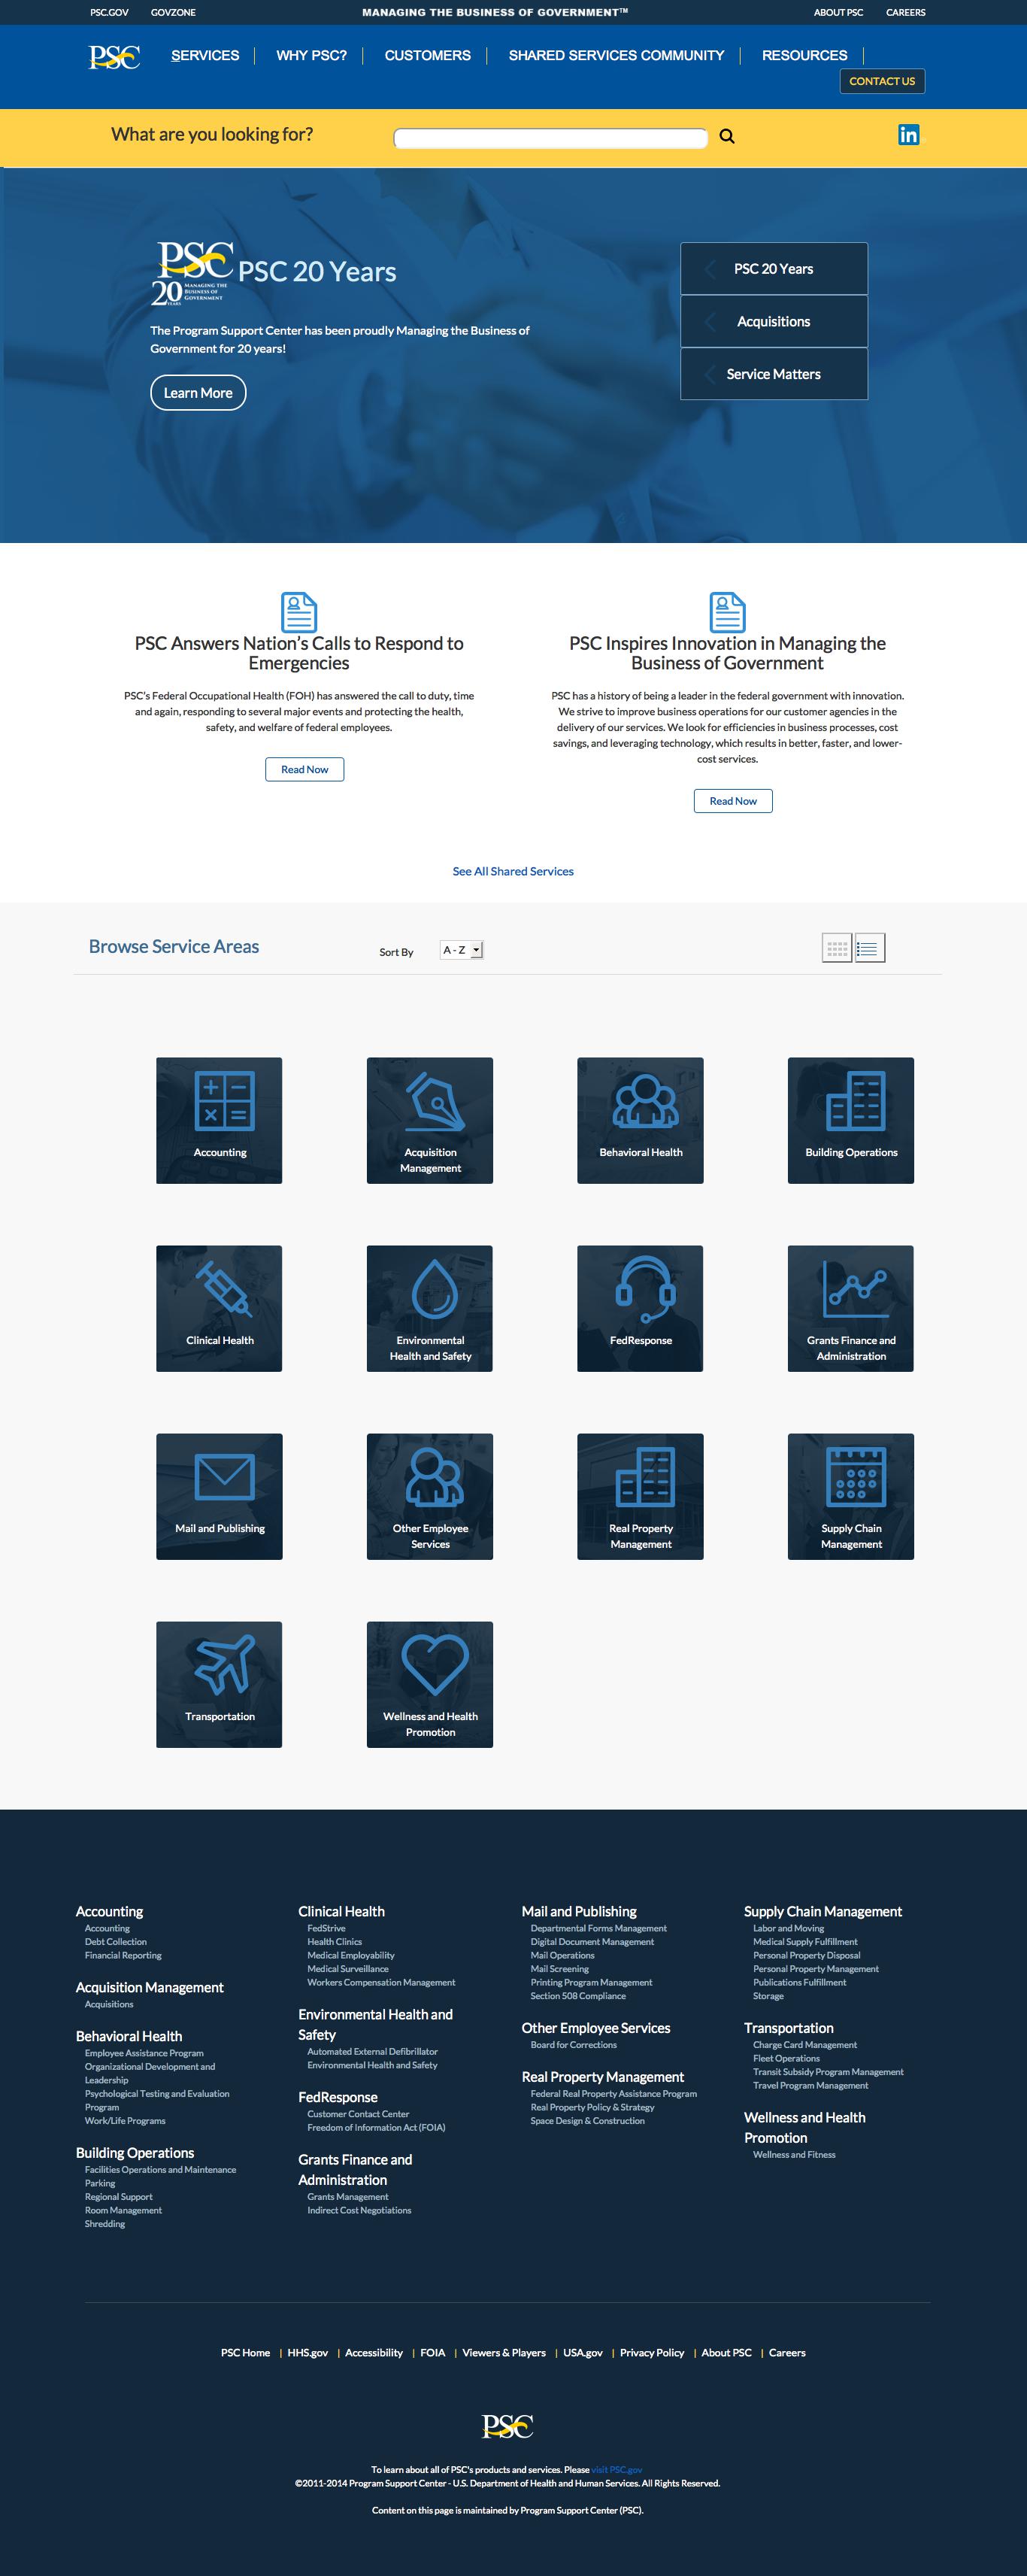 PSC.GOV GOVZONE MANAGING THE BUSINESS OF GOVERNMENT™ ABOUT PSC CAREERS
PSC SERVICES WHY PSC? CUSTOMERS SHARED SERVICES COMMUNITY RESOURCES
CONTACT US
What are you looking for?
in
PSC
20 YEARS MANAGING THE BUSINESS OF GOVERNMENT
PSC 20 Years
The Program Support Center has been proudly Managing the Business of
Government for 20 years!
Learn More
PSC 20 Years
Acquisitions
Service Matters
PSC Answers Nation's Calls to Respond to
Emergencies
PSC's Federal Occupational Health (FOH) has answered the call to duty, time
and again, responding to several major events and protecting the health,
safety, and welfare of federal employees.
Read Now
PSC Inspires Innovation in Managing the
Business of Government
PSC has a history of being a leader in the federal government with innovation.
We strive to improve business operations for our customer agencies in the
delivery of our services. We look for efficiencies in business processes, cost
savings, and leveraging technology, which results in better, faster, and lower-
cost services.
Read Now
See All Shared Services
Browse Service Areas Sort By A - Z
Accounting
Acquisition
Management
Behavioral Health
Building Operations
Clinical Health
Environmental
Health and Safety
FedResponse
Grants Finance and
Administration
Mail and Publishing
Other Employee
Services
Real Property
Management
Supply Chain
Management
Transportation
Wellness and Health
Promotion
Accounting
Accounting
Debt Collection
Financial Reporting
Acquisition Management
Acquisitions
Behavioral Health
Employee Assistance Program
Organizational Development and
Leadership
Psychological Testing and Evaluation
Program
Work/Life Programs
Building Operations
Facilities Operations and Maintenance
Parking
Regional Support
Room Management
Shredding
Clinical Health
FedStrive
Health Clinics
Medical Employability
Medical Surveillance
Workers Compensation Management
Environmental Health and
Safety
Automated External Defibrillator
Environmental Health and Safety
FedResponse
Customer Contact Center
Freedom of Information Act (FOIA)
Grants Finance and
Administration
Grants Management
Indirect Cost Negotiations
Mail and Publishing
Departmental Forms Management
Digital Document Management
Mail Operations
Mail Screening
Printing Program Management
Section 508 Compliance
Other Employee Services
Board for Corrections
Real Property Management
Federal Real Property Assistance Program
Real Property Policy & Strategy
Space Design & Construction
Supply Chain Management
Labor and Moving
Medical Supply Fulfillment
Personal Property Disposal
Personal Property Management
Publications Fulfillment
Storage
Transportation
Charge Card Management
Fleet Operations
Transit Subsidy Program Management
Travel Program Management
Wellness and Health
Promotion
Wellness and Fitness
PSC Home | HHS.gov | Accessibility | FOIA | Viewers & Players | USA.gov | Privacy Policy | About PSC | Careers
PSC
To learn about all of PSC's products and services. Please visit PSC.gov
©2011-2014 Program Support Center - U.S. Department of Health and Human Services. All Rights Reserved.
Content on this page is maintained by Program Support Center (PSC).